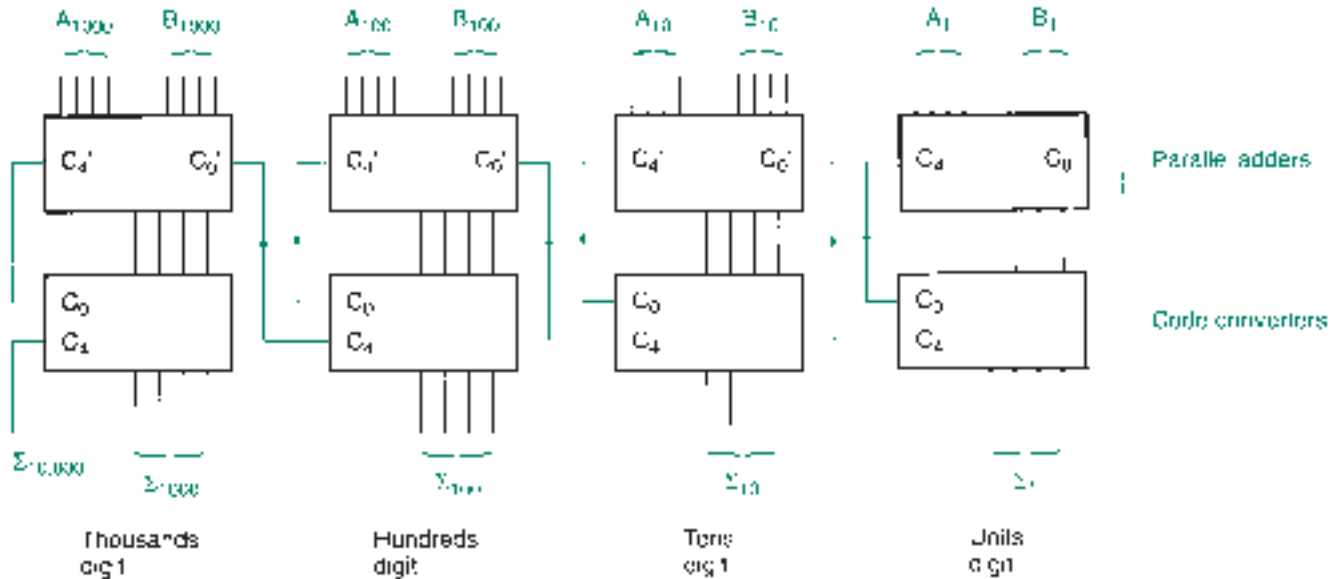 A1000 B1000 A100 B100 A10 B10 A1 B1
C4' C0' C4' C0' C4' C0' C4 C0 Parallel adders
C0 C0 C0 C0
Code converters
C4 C4 C4 C4
Σ10,000
Σ1000 Σ100 Σ10 Σ1
Thousands Hundreds Tens Units
digit digit digit digit